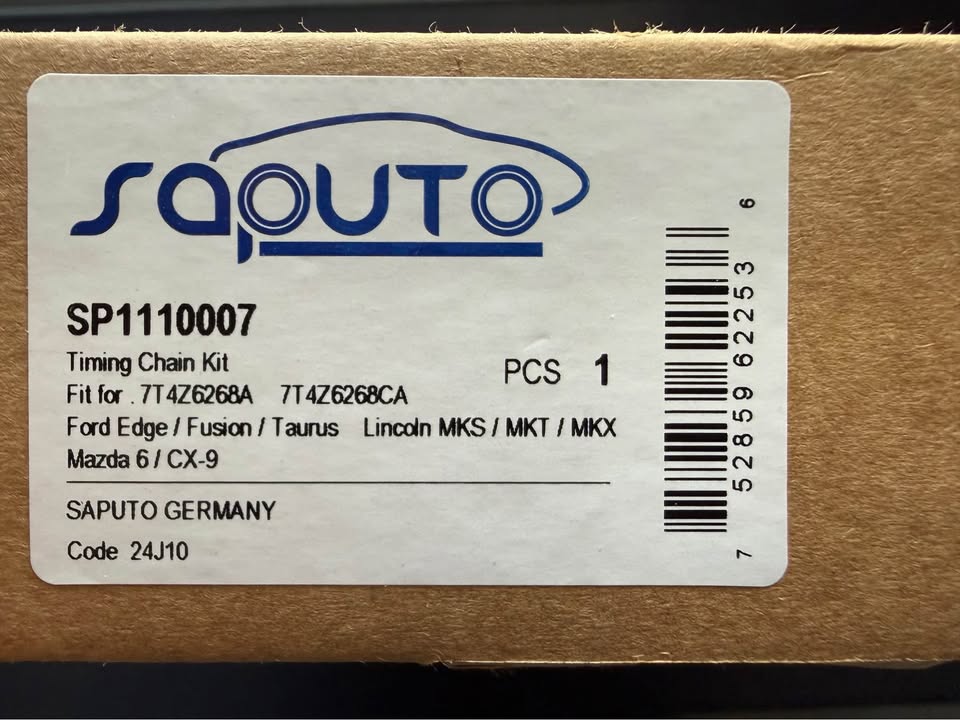 SAPUTO
SP1110007
Timing Chain Kit
PCS 1
Fit for . 7T4Z6268A 7T4Z6268CA
Ford Edge / Fusion / Taurus Lincoln MKS / MKT / MKX
Mazda 6 / CX-9
SAPUTO GERMANY
Code 24J10
7 52859 62253 6